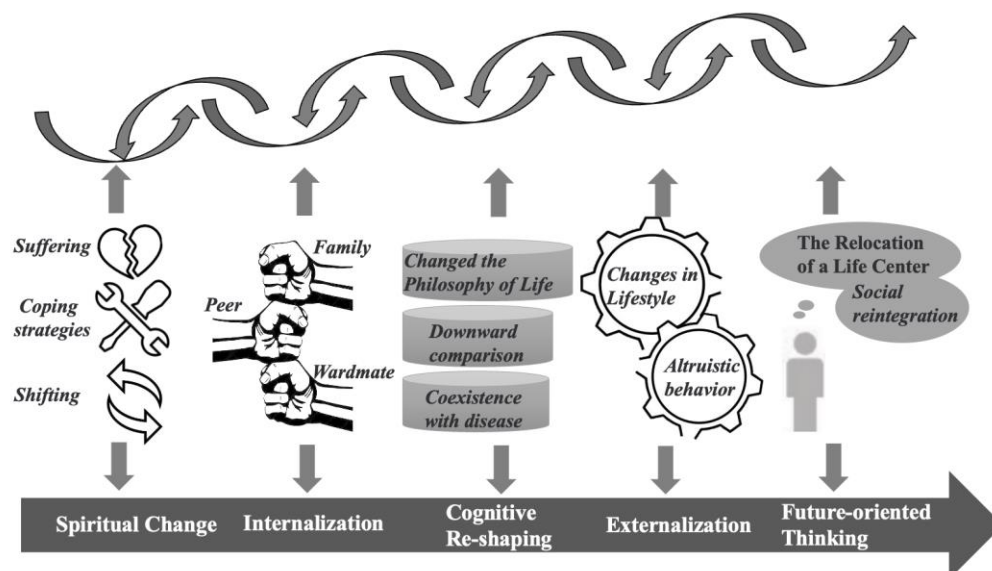 Suffering
Coping
strategies
Shifting
Family
Peer
Wardmate
Changed the
Philosophy of Life
Downward
comparison
Coexistence
with disease
Changes in
Lifestyle
Altruistic
behavior
The Relocation
of a Life Center
Social
reintegration
Spiritual Change
Internalization
Cognitive
Re-shaping
Externalization
Future-oriented
Thinking